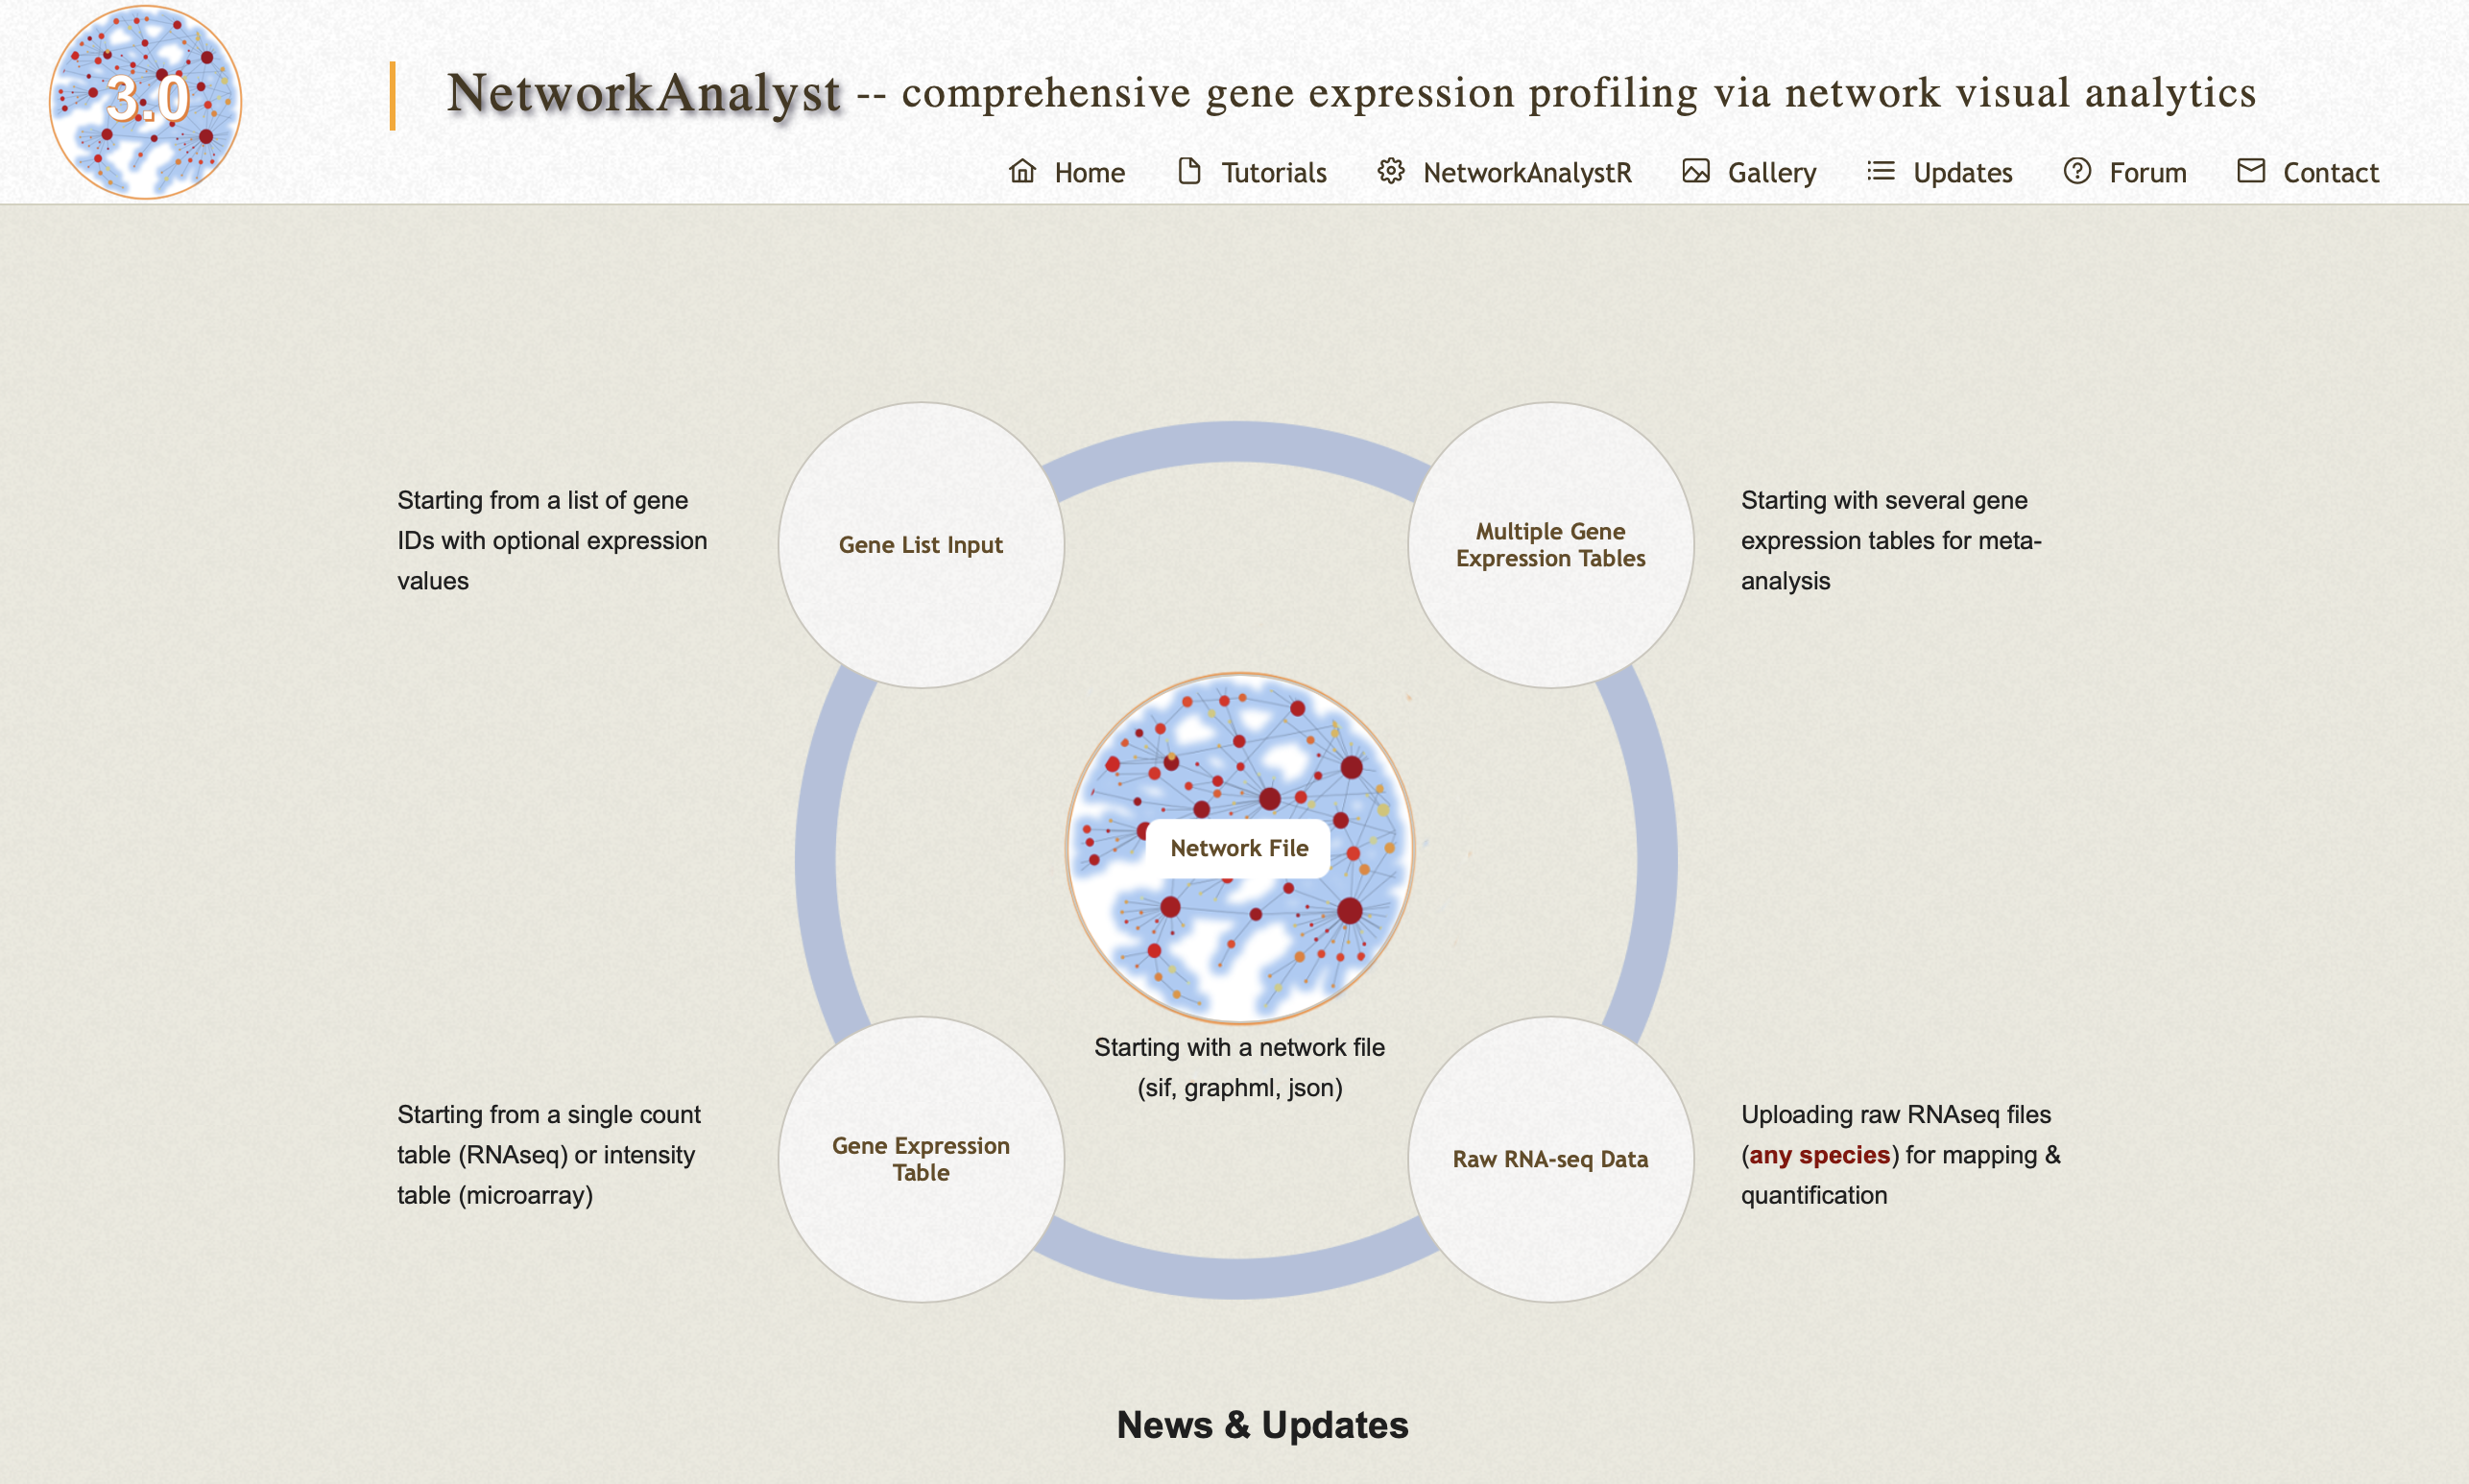 3.0
NetworkAnalyst -- comprehensive gene expression profiling via network visual analytics
Home Tutorials NetworkAnalystR Gallery Updates Forum Contact
Starting from a list of gene
IDs with optional expression
values
Gene List Input
Multiple Gene
Expression Tables
Starting with several gene
expression tables for meta-
analysis
Network File
Starting with a network file
(sif, graphml, json)
Starting from a single count
table (RNAseq) or intensity
table (microarray)
Gene Expression
Table
Raw RNA-seq Data
Uploading raw RNAseq files
(any species) for mapping &
quantification
News & Updates